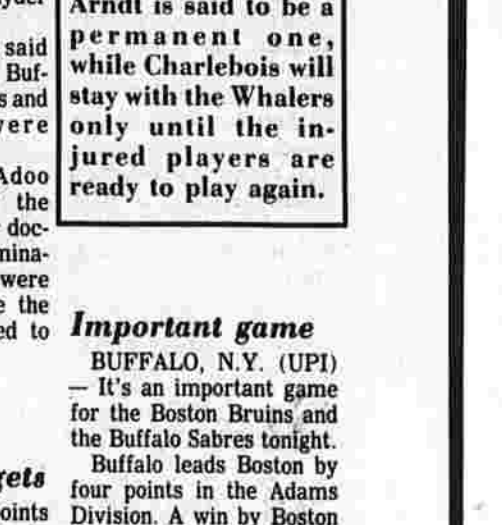 said
Buf-
s and
were
Adoo
the
doc-
mina-
were
e the
ed to
gets
oints
Arndt is said to be a
permanent one,
while Charlebois will
stay with the Whalers
only until the in-
jured players are
ready to play again.
Important game
BUFFALO, N.Y. (UPI)
— It's an important game
for the Boston Bruins and
the Buffalo Sabres tonight.
Buffalo leads Boston by
four points in the Adams
Division. A win by Boston